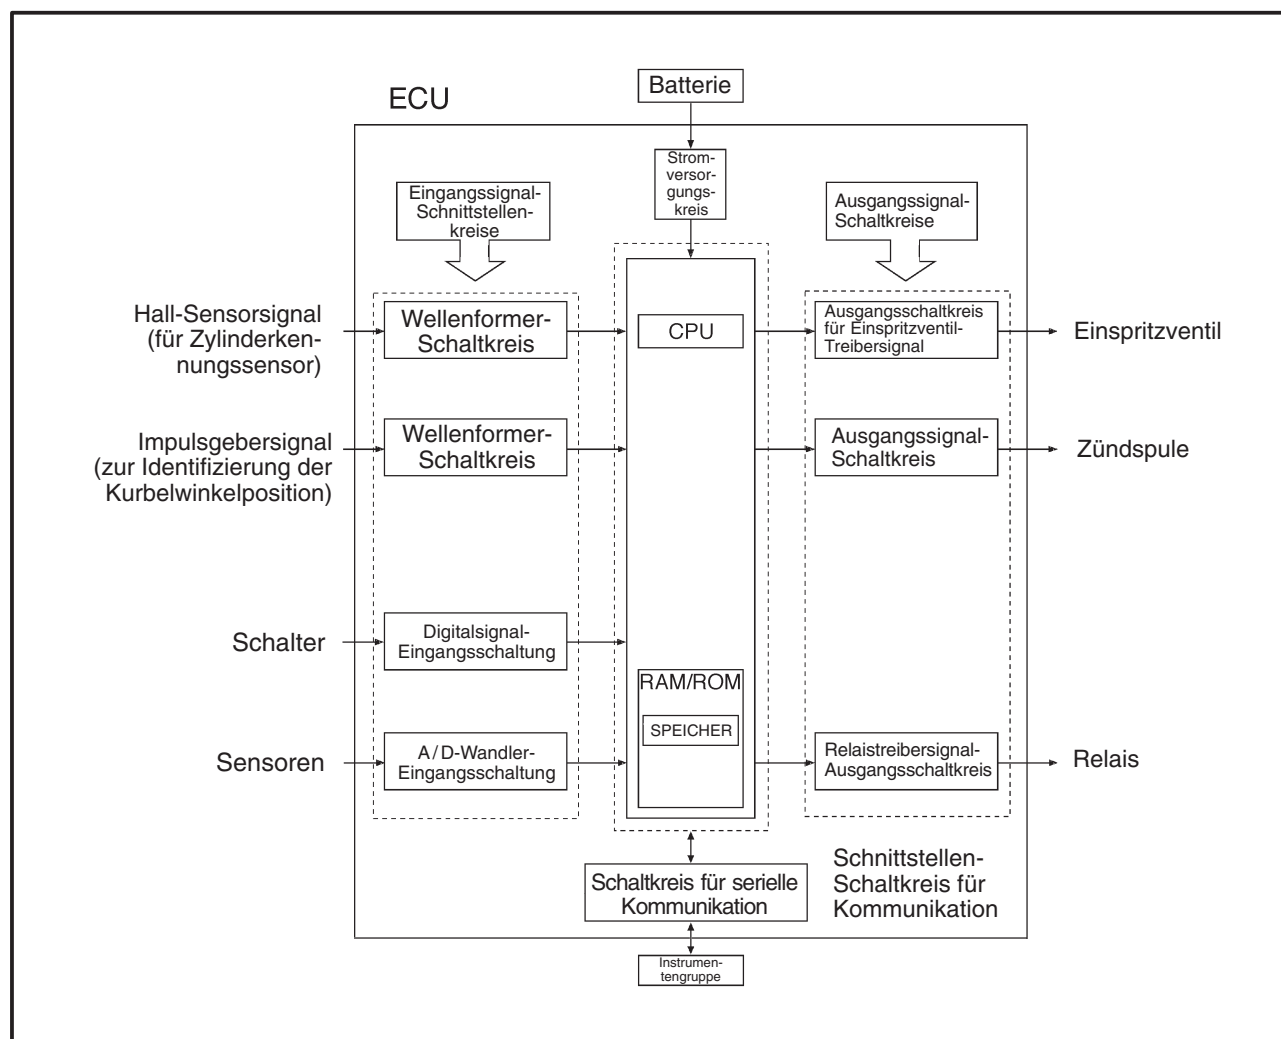 Batterie
ECU
Strom-
versor-
gungs-
kreis
Eingangssignal-
Schnittstellen-
kreise
Ausgangssignal-
Schaltkreise
Hall-Sensorsignal
(für Zylinderken-
nungssensor)
Wellenformer-
Schaltkreis
CPU
Ausgangsschaltkreis
für Einspritzventil-
Treibersignal
Einspritzventil
Impulsgebersignal
(zur Identifizierung der
Kurbelwinkelposition)
Wellenformer-
Schaltkreis
Ausgangssignal-
Schaltkreis
Zündspule
Schalter
Digitalsignal-
Eingangsschaltung
RAM/ROM
SPEICHER
Sensoren
A/D-Wandler-
Eingangsschaltung
Relaistreibersignal-
Ausgangsschaltkreis
Relais
Schaltkreis für serielle
Kommunikation
Schnittstellen-
Schaltkreis für
Kommunikation
Instrumen-
tengruppe